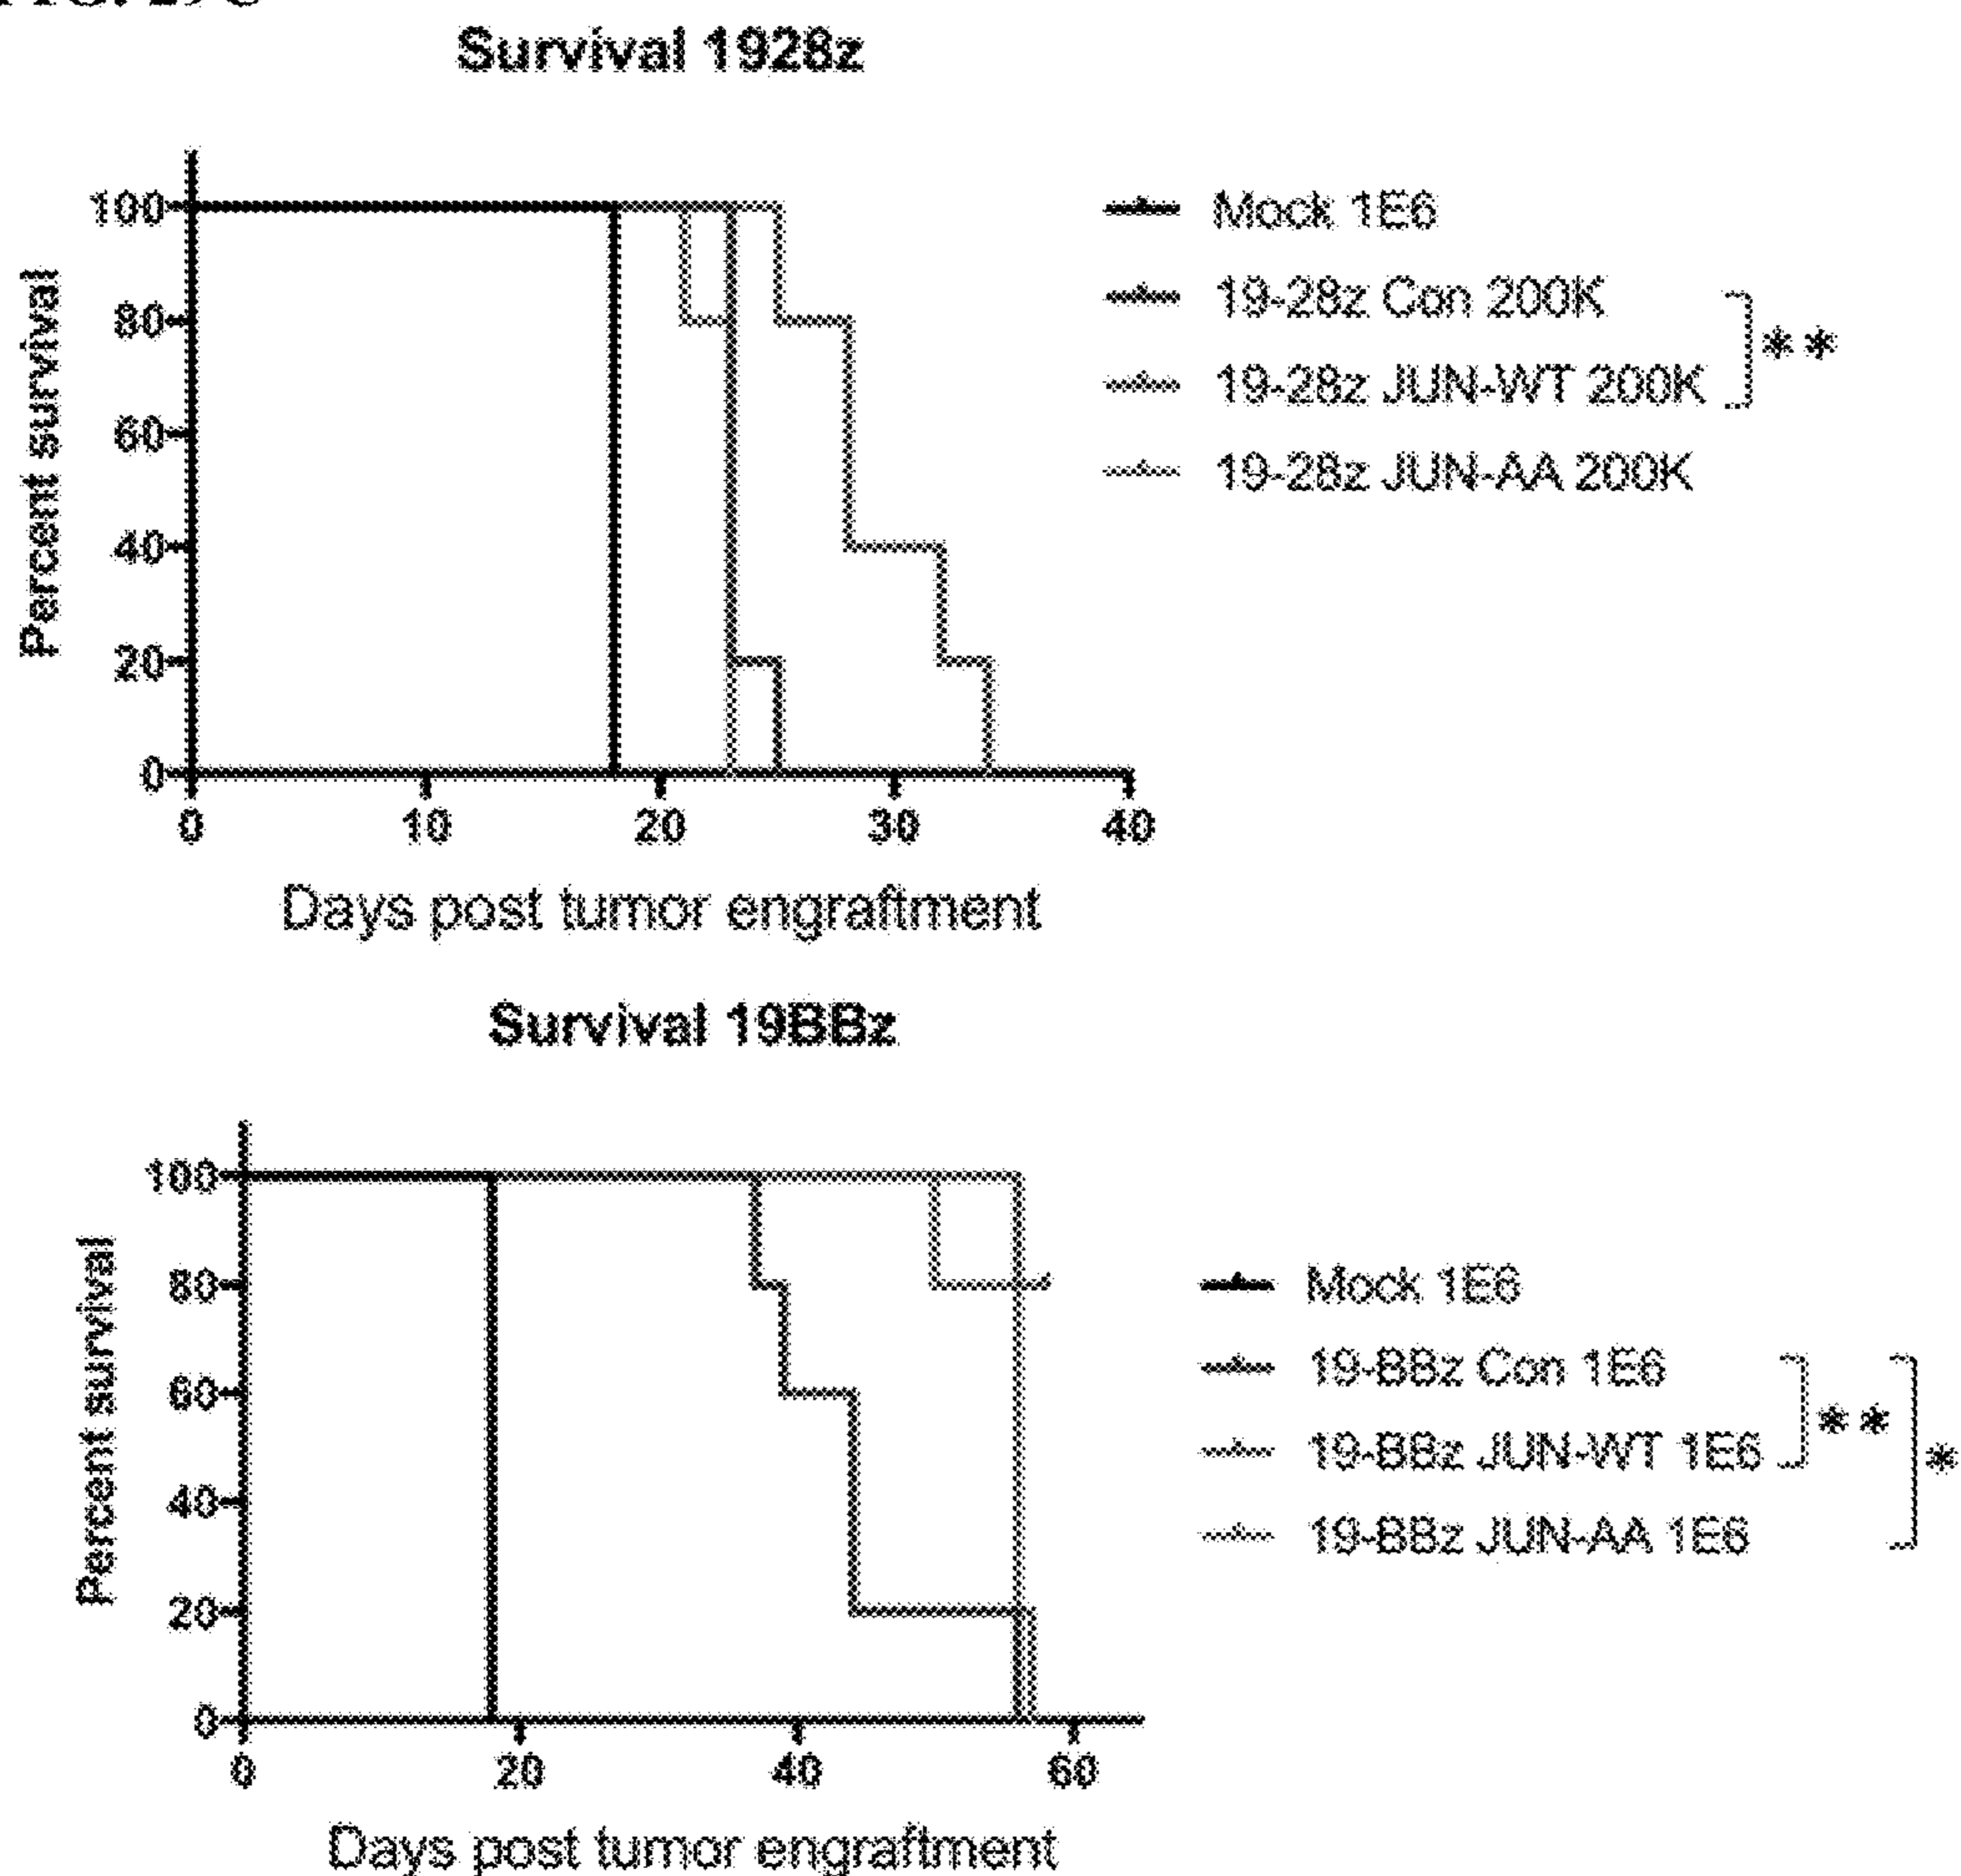 Survival 1928z
Percent survival
100
80
60
40
20
0
0 10 20 30 40
Days post tumor engraftment
Mock 1E6
19-28z Con 200K
19-28z JUN-WT 200K
19-28z JUN-AA 200K
**
Survival 19BBz
Percent survival
100
80
60
40
20
0
0 20 40 60
Days post tumor engraftment
Mock 1E6
19-BBz Con 1E6
19-BBz JUN-WT 1E6
19-BBz JUN-AA 1E6
**
*